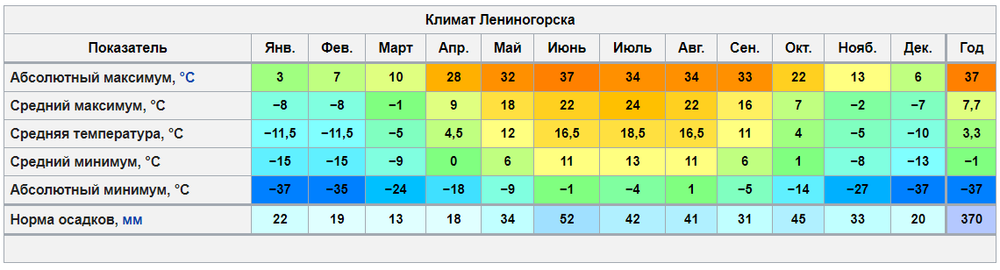 Климат Лениногорска
Показатель Янв. Фев. Март Апр. Май Июнь Июль Авг. Сен. Окт. Нояб. Дек. Год
Абсолютный максимум, °C 3 7 10 28 32 37 34 34 33 22 13 6 37
Средний максимум, °C −8 −8 −1 9 18 22 24 22 16 7 −2 −7 7,7
Средняя температура, °C −11,5 −11,5 −5 4,5 12 16,5 18,5 16,5 11 4 −5 −10 3,3
Средний минимум, °C −15 −15 −9 0 6 11 13 11 6 1 −8 −13 −1
Абсолютный минимум, °C −37 −35 −24 −18 −9 −1 −4 1 −5 −14 −27 −37 −37
Норма осадков, мм 22 19 13 18 34 52 42 41 31 45 33 20 370